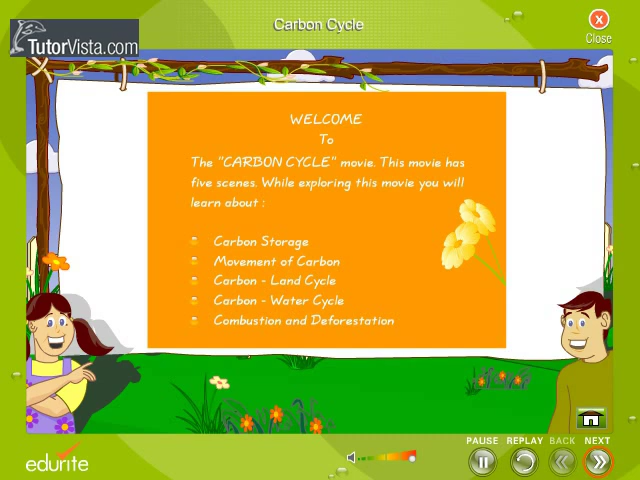 Carbon Cycle
X
Close
TutorVista.com
WELCOME
To
The "CARBON CYCLE" movie. This movie has
five scenes. While exploring this movie you will
learn about :
Carbon Storage
Movement of Carbon
Carbon - Land Cycle
Carbon - Water Cycle
Combustion and Deforestation
PAUSE REPLAY BACK NEXT
edurite